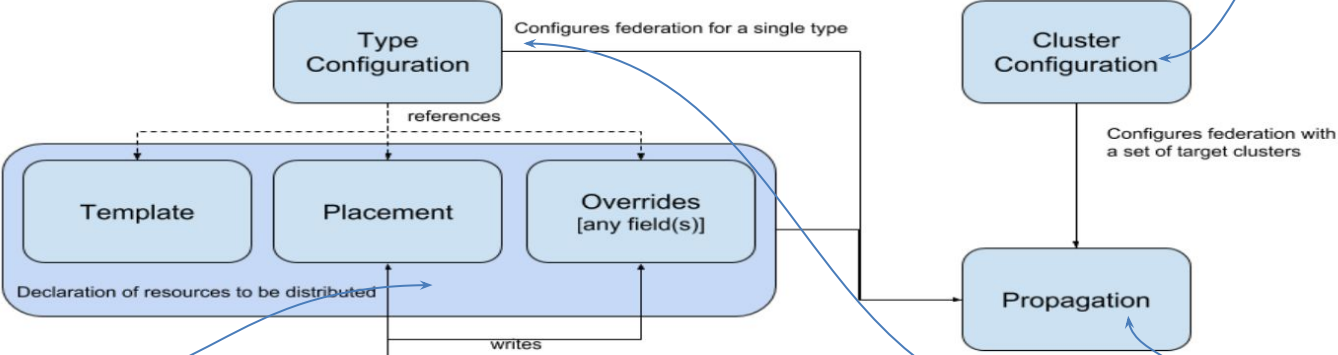 Type
Configuration
Configures federation for a single type
Cluster
Configuration
references
Configures federation with
a set of target clusters
Template
Placement
Overrides
[any field(s)]
Declaration of resources to be distributed
Propagation
writes